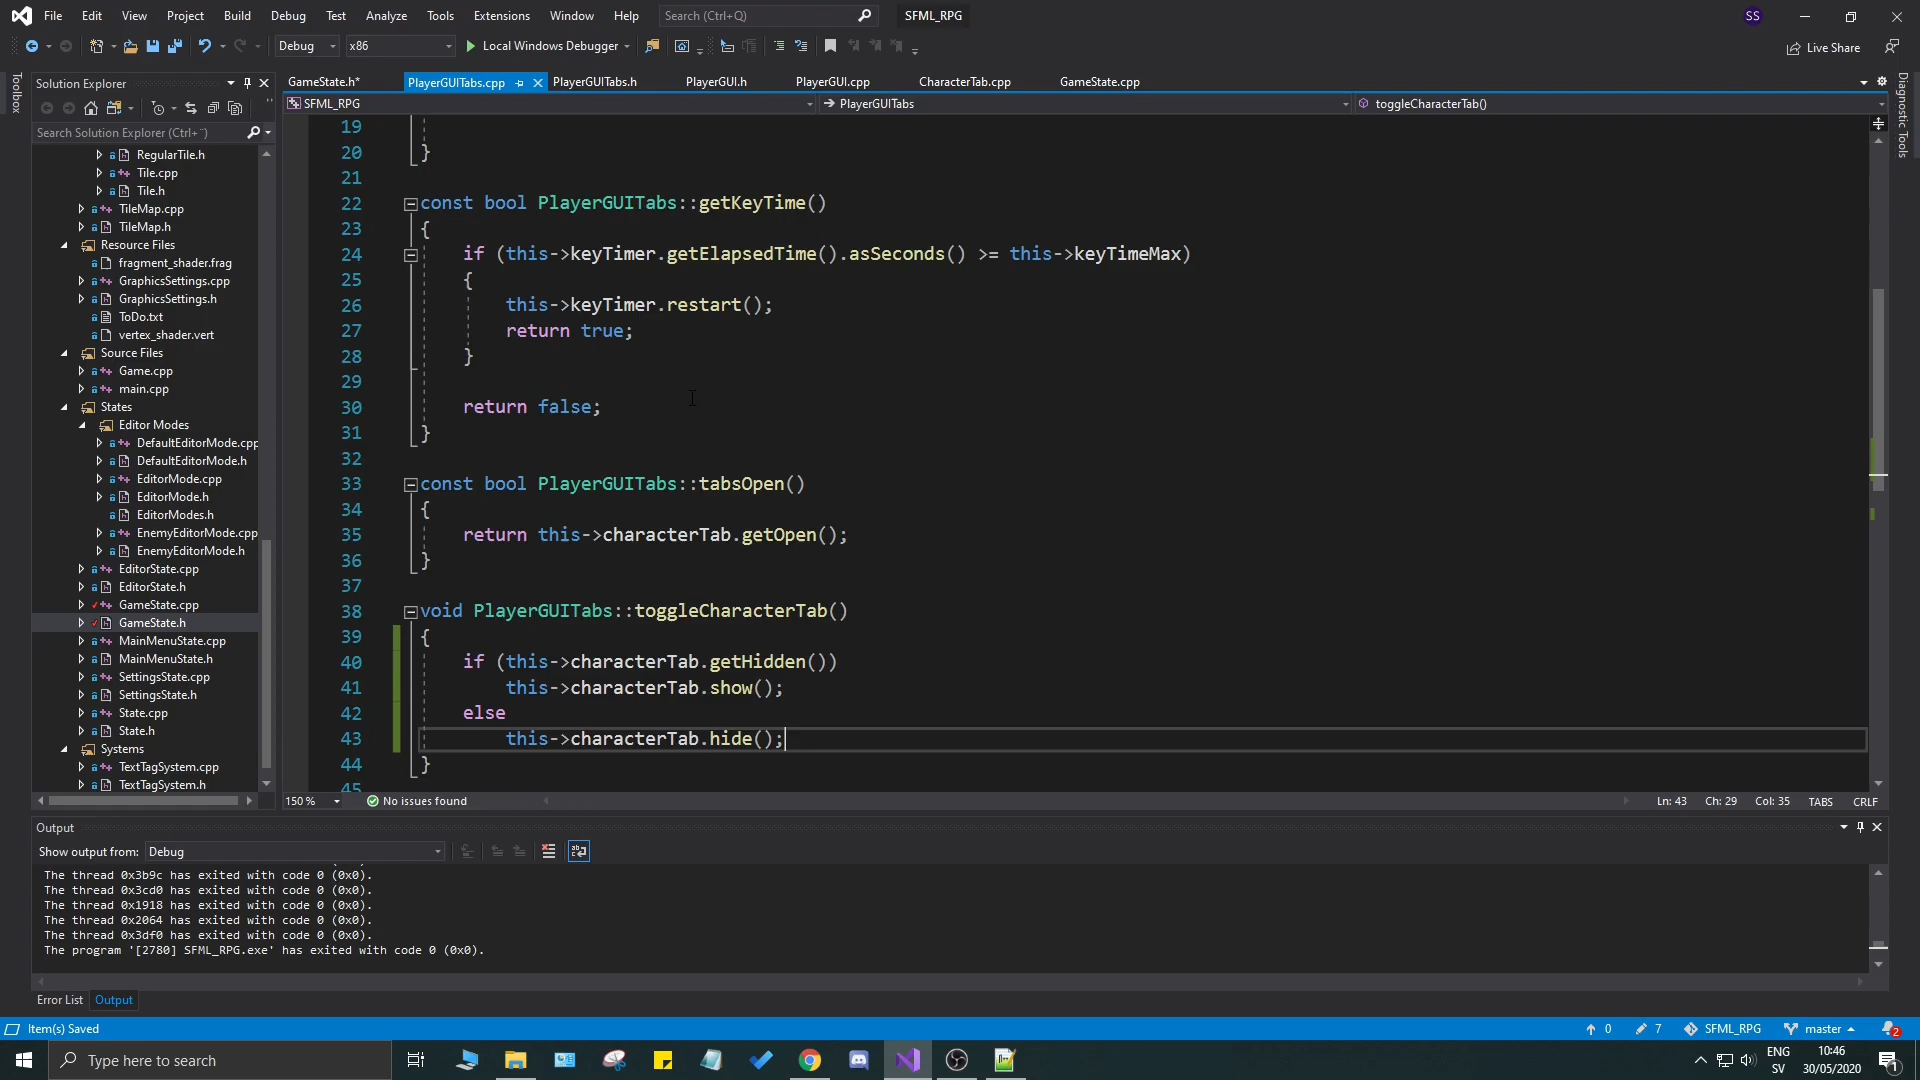 File Edit View Project Build Debug Test Analyze Tools Extensions Window Help Search (Ctrl+Q) SFML_RPG SS
Debug x86 Local Windows Debugger Live Share
Toolbox
Solution Explorer
Search Solution Explorer (Ctrl+¨)
RegularTile.h
Tile.cpp
Tile.h
TileMap.cpp
TileMap.h
Resource Files
fragment_shader.frag
GraphicsSettings.cpp
GraphicsSettings.h
ToDo.txt
vertex_shader.vert
Source Files
Game.cpp
main.cpp
States
Editor Modes
DefaultEditorMode.cpp
DefaultEditorMode.h
EditorMode.cpp
EditorMode.h
EditorModes.h
EnemyEditorMode.cpp
EnemyEditorMode.h
EditorState.cpp
EditorState.h
GameState.cpp
GameState.h
MainMenuState.cpp
MainMenuState.h
SettingsState.cpp
SettingsState.h
State.cpp
State.h
Systems
TextTagSystem.cpp
TextTagSystem.h
GameState.h* PlayerGUITabs.cpp PlayerGUITabs.h PlayerGUI.h PlayerGUI.cpp CharacterTab.cpp GameState.cpp
SFML_RPG PlayerGUITabs toggleCharacterTab()
19
20 }
21
22 const bool PlayerGUITabs::getKeyTime()
23 {
24 if (this->keyTimer.getElapsedTime().asSeconds() >= this->keyTimeMax)
25 {
26 this->keyTimer.restart();
27 return true;
28 }
29
30 return false;
31 }
32
33 const bool PlayerGUITabs::tabsOpen()
34 {
35 return this->characterTab.getOpen();
36 }
37
38 void PlayerGUITabs::toggleCharacterTab()
39 {
40 if (this->characterTab.getHidden())
41 this->characterTab.show();
42 else
43 this->characterTab.hide();
44 }
45
150 % No issues found Ln: 43 Ch: 29 Col: 35 TABS CRLF
Diagnostic Tools
Output
Show output from: Debug
The thread 0x3b9c has exited with code 0 (0x0).
The thread 0x3cd0 has exited with code 0 (0x0).
The thread 0x1918 has exited with code 0 (0x0).
The thread 0x2064 has exited with code 0 (0x0).
The thread 0x3df0 has exited with code 0 (0x0).
The program '[2780] SFML_RPG.exe' has exited with code 0 (0x0).
Error List Output
Item(s) Saved 0 7 SFML_RPG master 2
Type here to search ENG
SV 10:46
30/05/2020 1